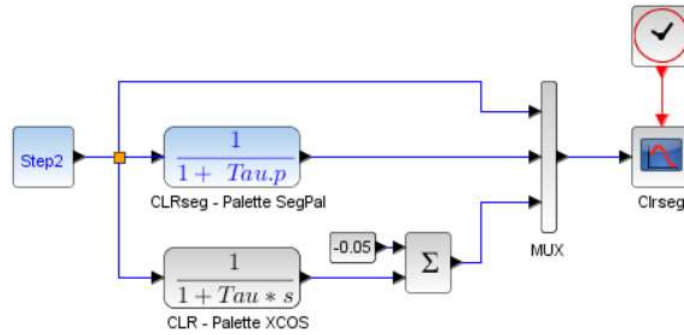 Step2
1
1 + Tau.p
CLRseg - Palette SegPal
-0.05
Σ
1
1 + Tau * s
CLR - Palette XCOS
MUX
Clrseg